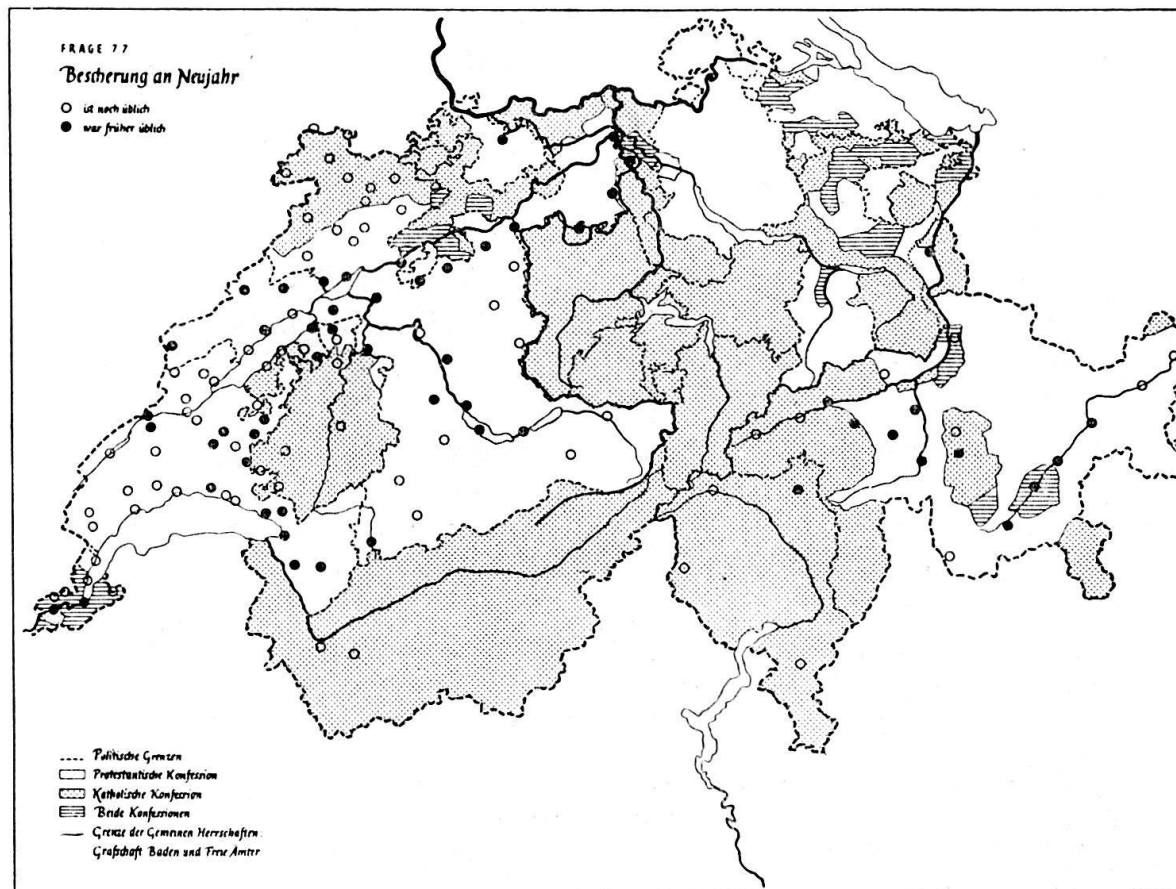 FRAGE 77
Bescherung an Neujahr
ist noch üblich
war früher üblich
Politische Grenzen
Protestantische Konfession
Katholische Konfession
Beide Konfessionen
Grenze der Gemeinen Herrschaften:
Grafschaft Baden und Freie Ämter